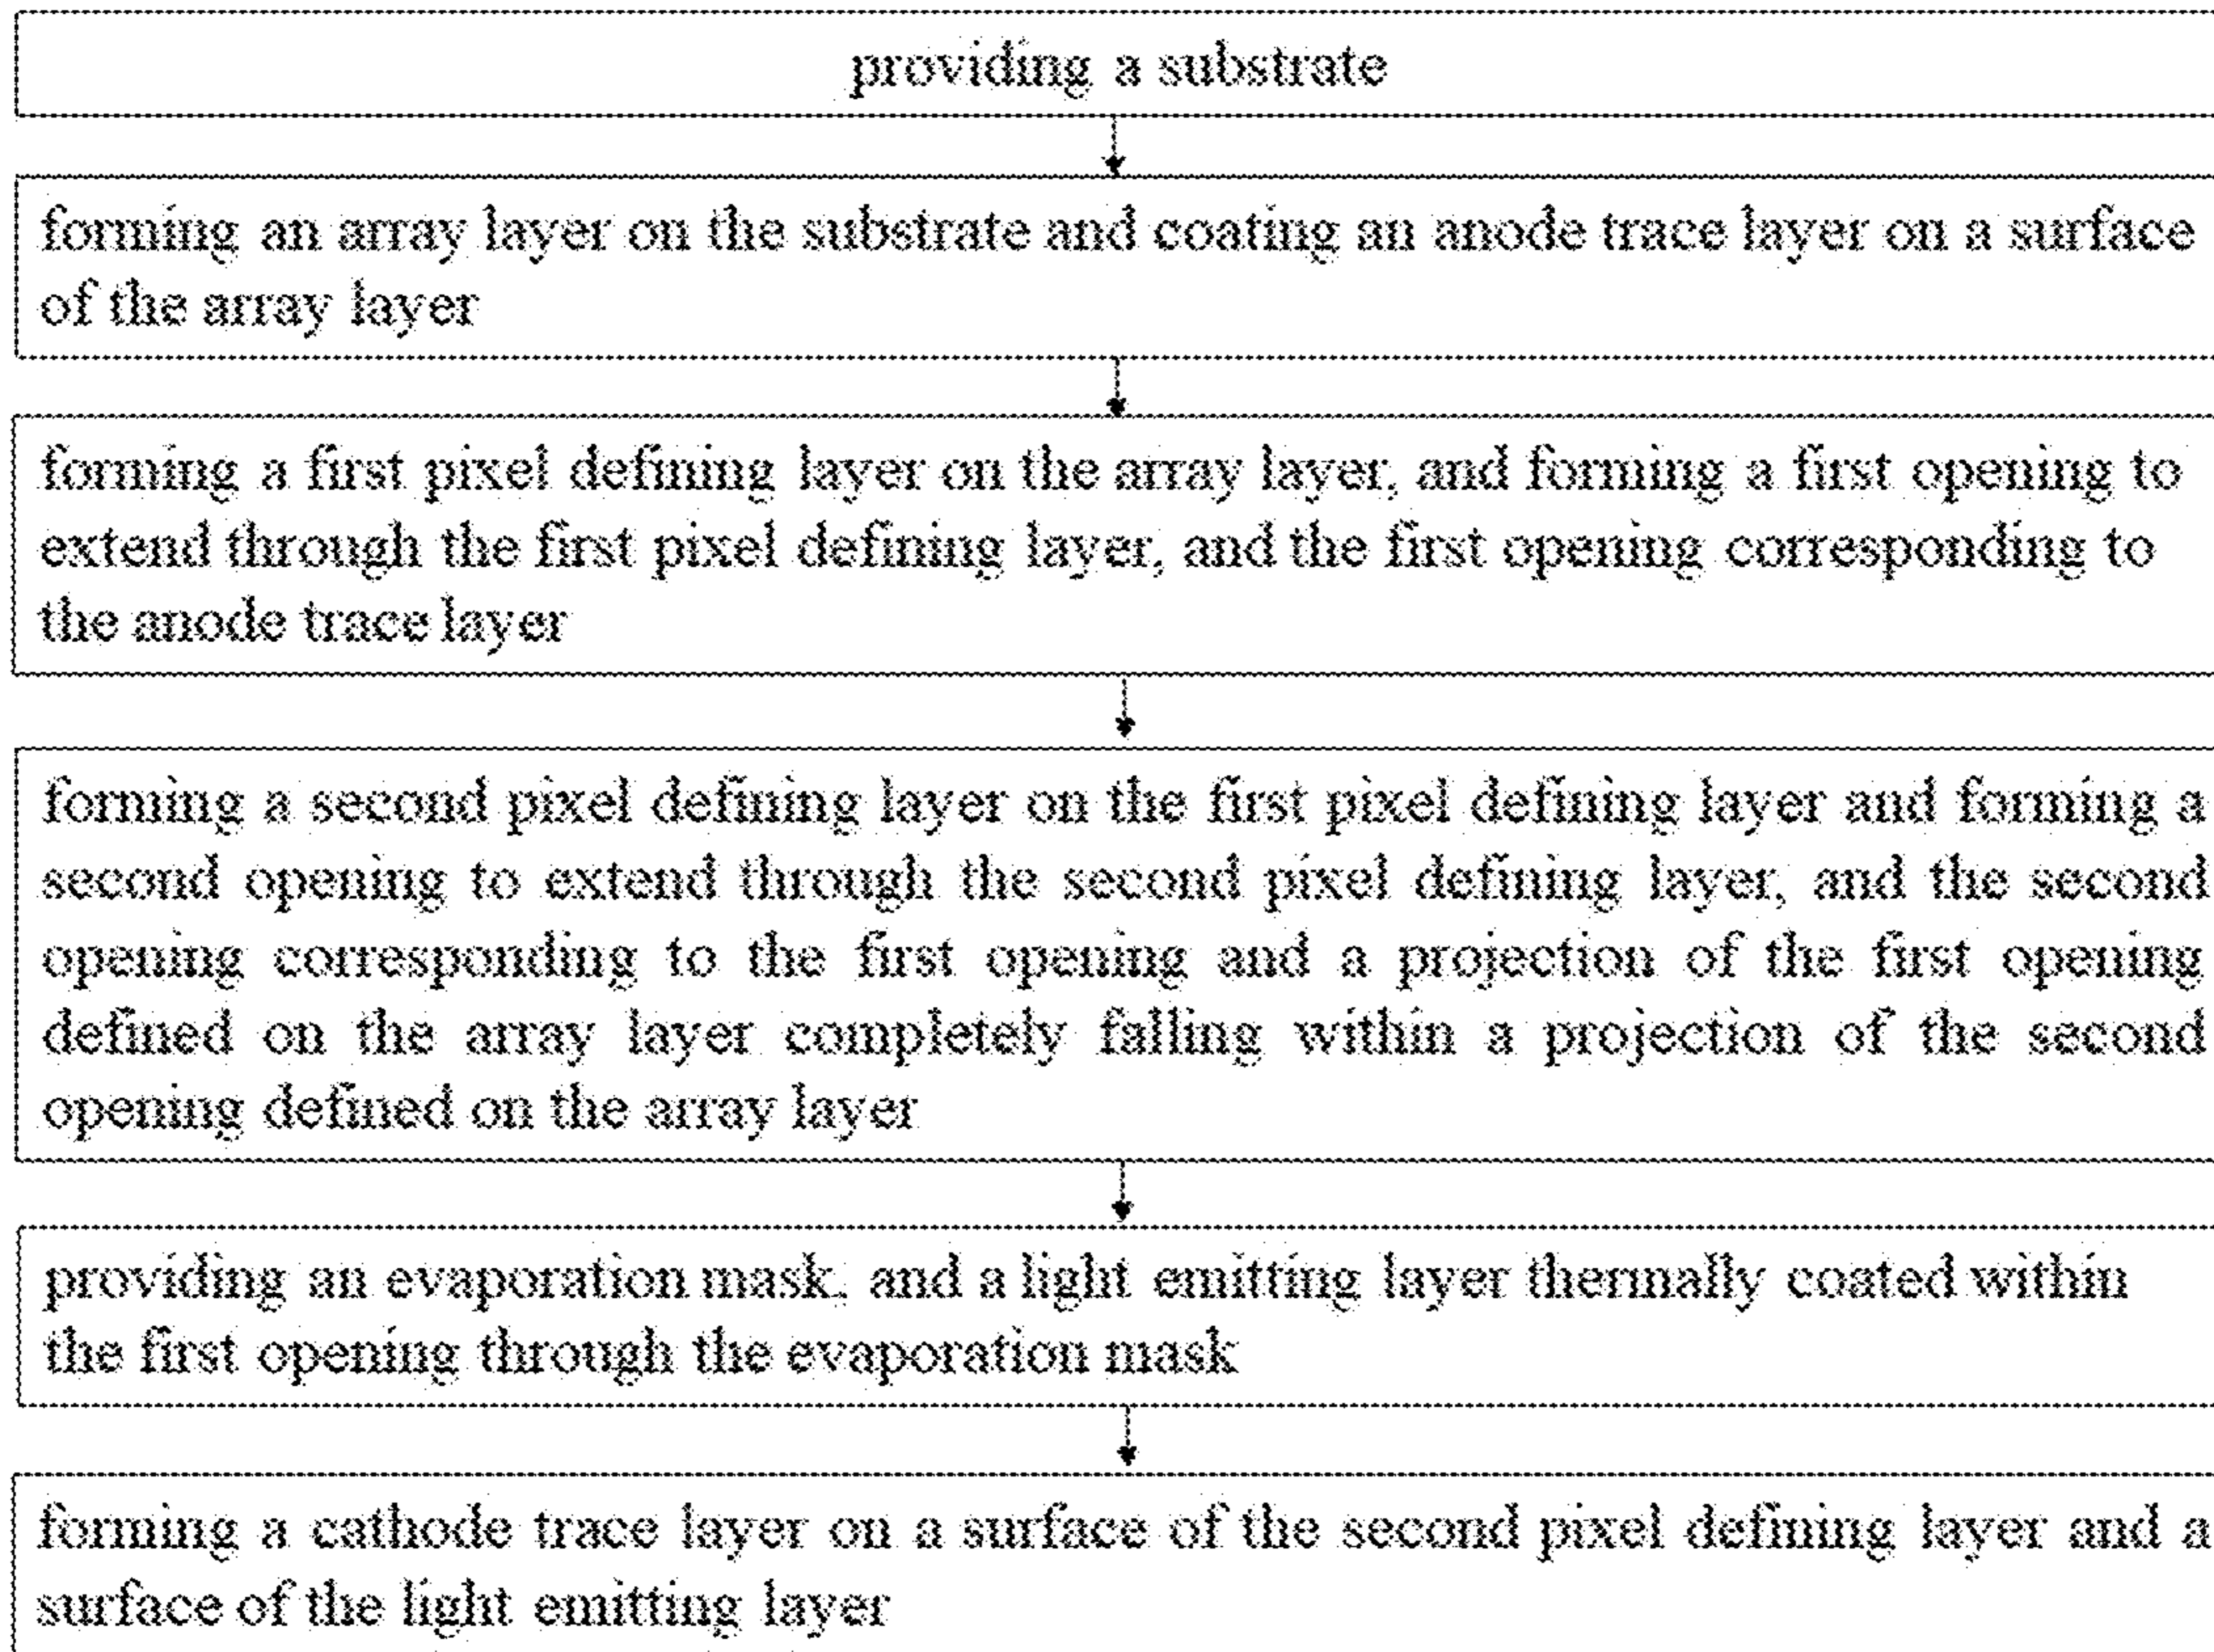 providing a substrate
forming an array layer on the substrate and coating an anode trace layer on a surface
of the array layer
forming a first pixel defining layer on the array layer, and forming a first opening to
extend through the first pixel defining layer, and the first opening corresponding to
the anode trace layer
forming a second pixel defining layer on the first pixel defining layer and forming a
second opening to extend through the second pixel defining layer, and the second
opening corresponding to the first opening and a projection of the first opening
defined on the array layer completely falling within a projection of the second
opening defined on the array layer
providing an evaporation mask, and a light emitting layer thermally coated within
the first opening through the evaporation mask
forming a cathode trace layer on a surface of the second pixel defining layer and a
surface of the light emitting layer